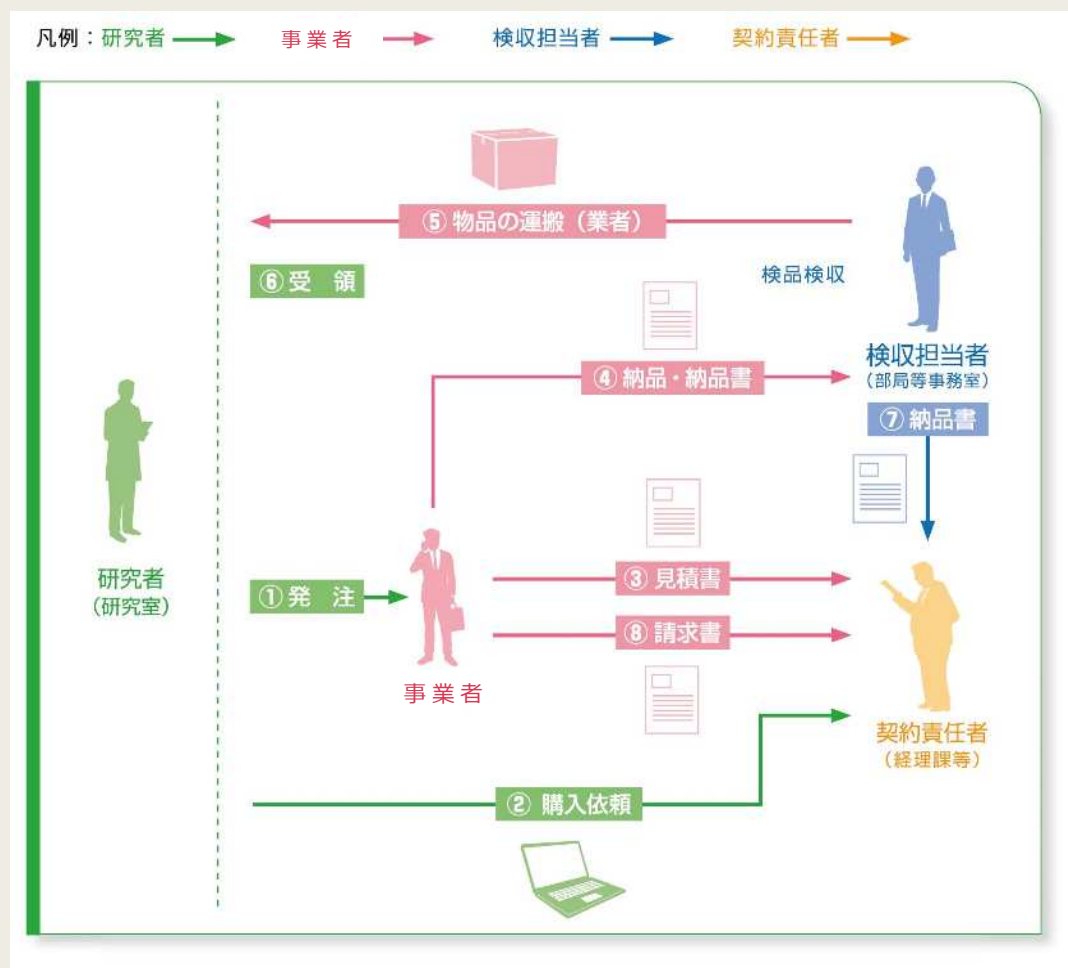 凡例：研究者 事業者 検収担当者 契約責任者
⑤ 物品の運搬（業者）
⑥ 受 領
検品検収
検収担当者
（部局等事務室）
④ 納品・納品書
⑦ 納品書
研究者
（研究室）
① 発 注
③ 見積書
⑧ 請求書
事業者
契約責任者
（経理課等）
② 購入依頼